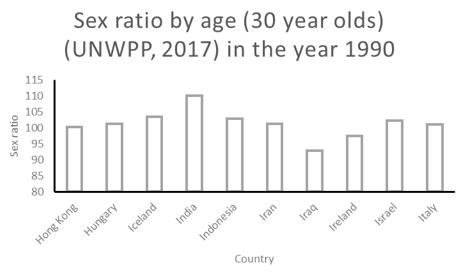 Sex ratio by age (30 year olds)
(UNWPP, 2017) in the year 1990
115
110
105
100
95
90
85
80
Sex ratio
Hong Kong
Hungary
Iceland
India
Indonesia
Iran
Iraq
Ireland
Israel
Italy
Country